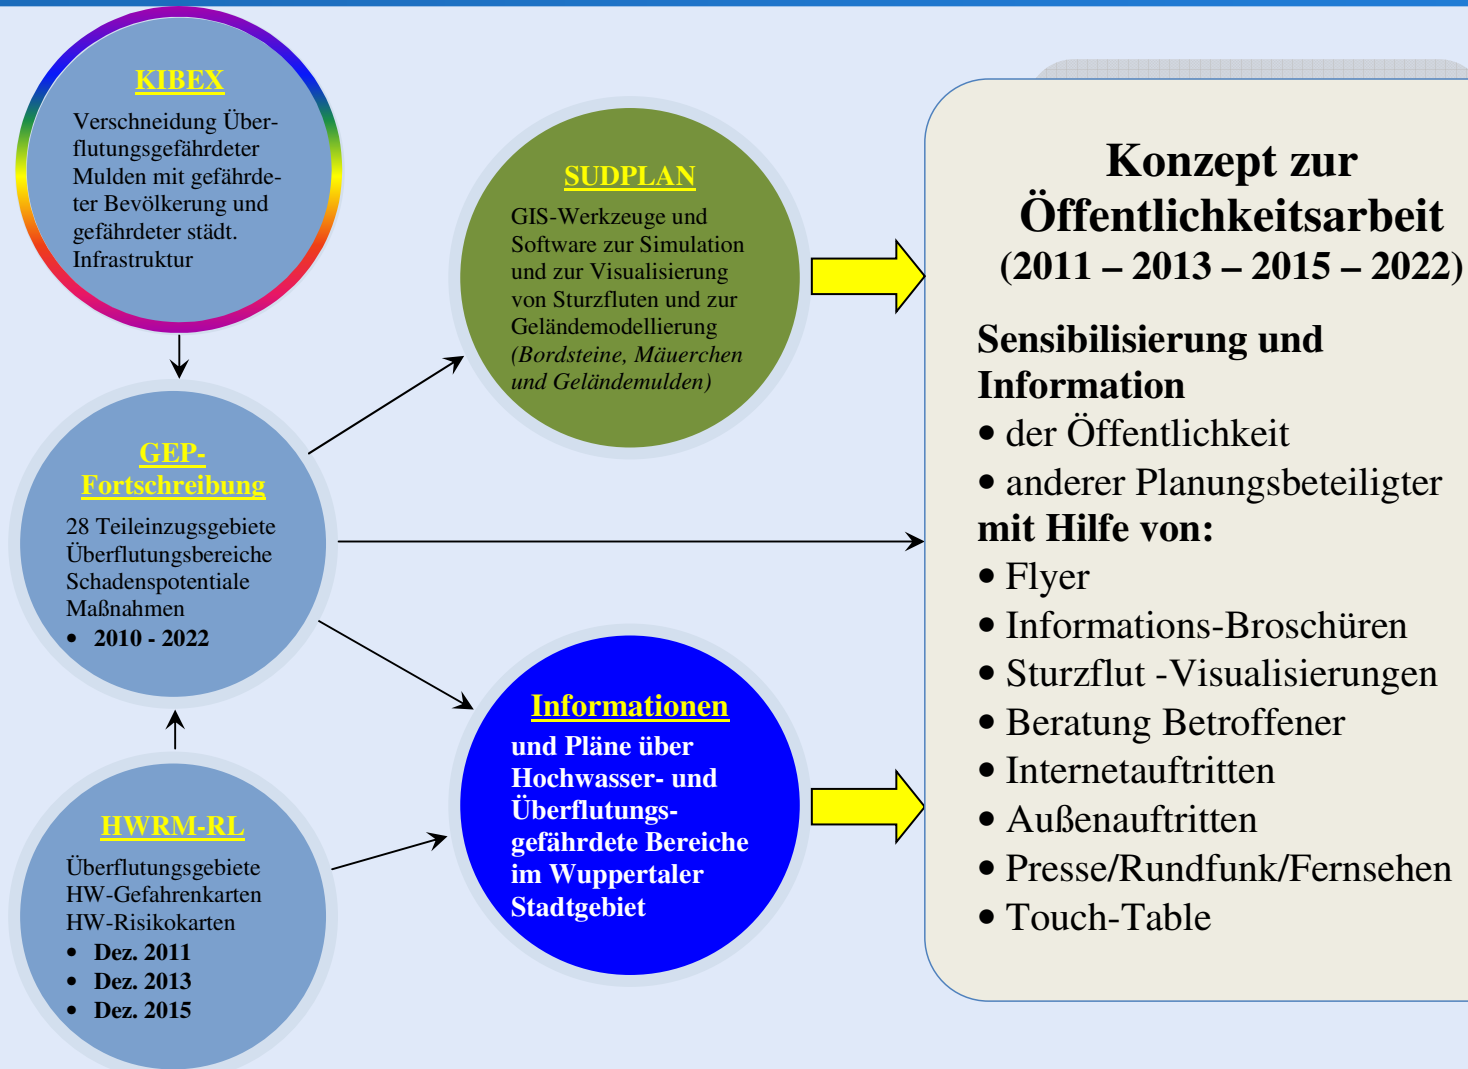 KIBEX
Verschneidung Über-
flutungsgefährdeter
Mulden mit gefährde-
ter Bevölkerung und
gefährdeter städt.
Infrastruktur
GEP-
Fortschreibung
28 Teileinzugsgebiete
Überflutungsbereiche
Schadenspotentiale
Maßnahmen
• 2010 - 2022
HWRM-RL
Überflutungsgebiete
HW-Gefahrenkarten
HW-Risikokarten
• Dez. 2011
• Dez. 2013
• Dez. 2015
SUDPLAN
GIS-Werkzeuge und
Software zur Simulation
und zur Visualisierung
von Sturzfluten und zur
Geländemodellierung
(Bordsteine, Mäuerchen
und Geländemulden)
Informationen
und Pläne über
Hochwasser- und
Überflutungs-
gefährdete Bereiche
im Wuppertaler
Stadtgebiet
Konzept zur
Öffentlichkeitsarbeit
(2011 – 2013 – 2015 – 2022)
Sensibilisierung und
Information
• der Öffentlichkeit
• anderer Planungsbeteiligter
mit Hilfe von:
• Flyer
• Informations-Broschüren
• Sturzflut -Visualisierungen
• Beratung Betroffener
• Internetauftritten
• Außenauftritten
• Presse/Rundfunk/Fernsehen
• Touch-Table